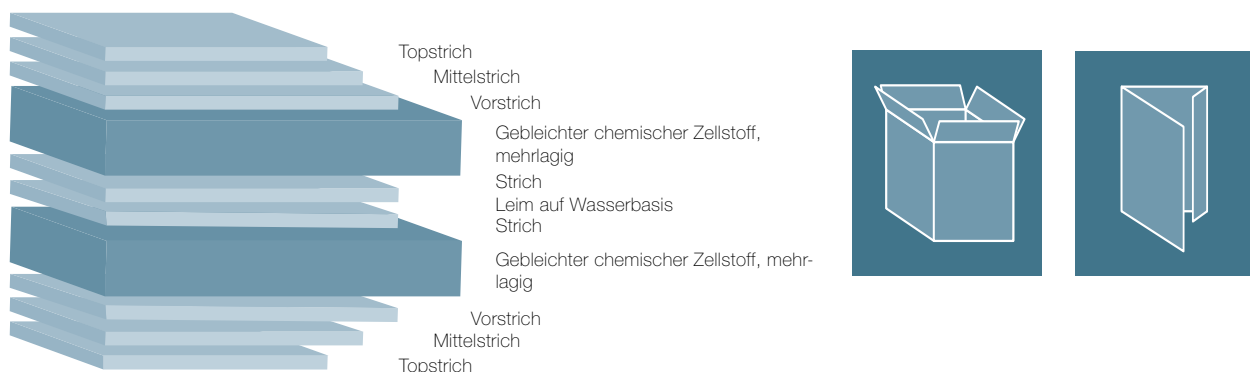 Topstrich
Mittelstrich
Vorstrich
Gebleichter chemischer Zellstoff,
mehrlagig
Strich
Leim auf Wasserbasis
Strich
Gebleichter chemischer Zellstoff, mehr-
lagig
Vorstrich
Mittelstrich
Topstrich